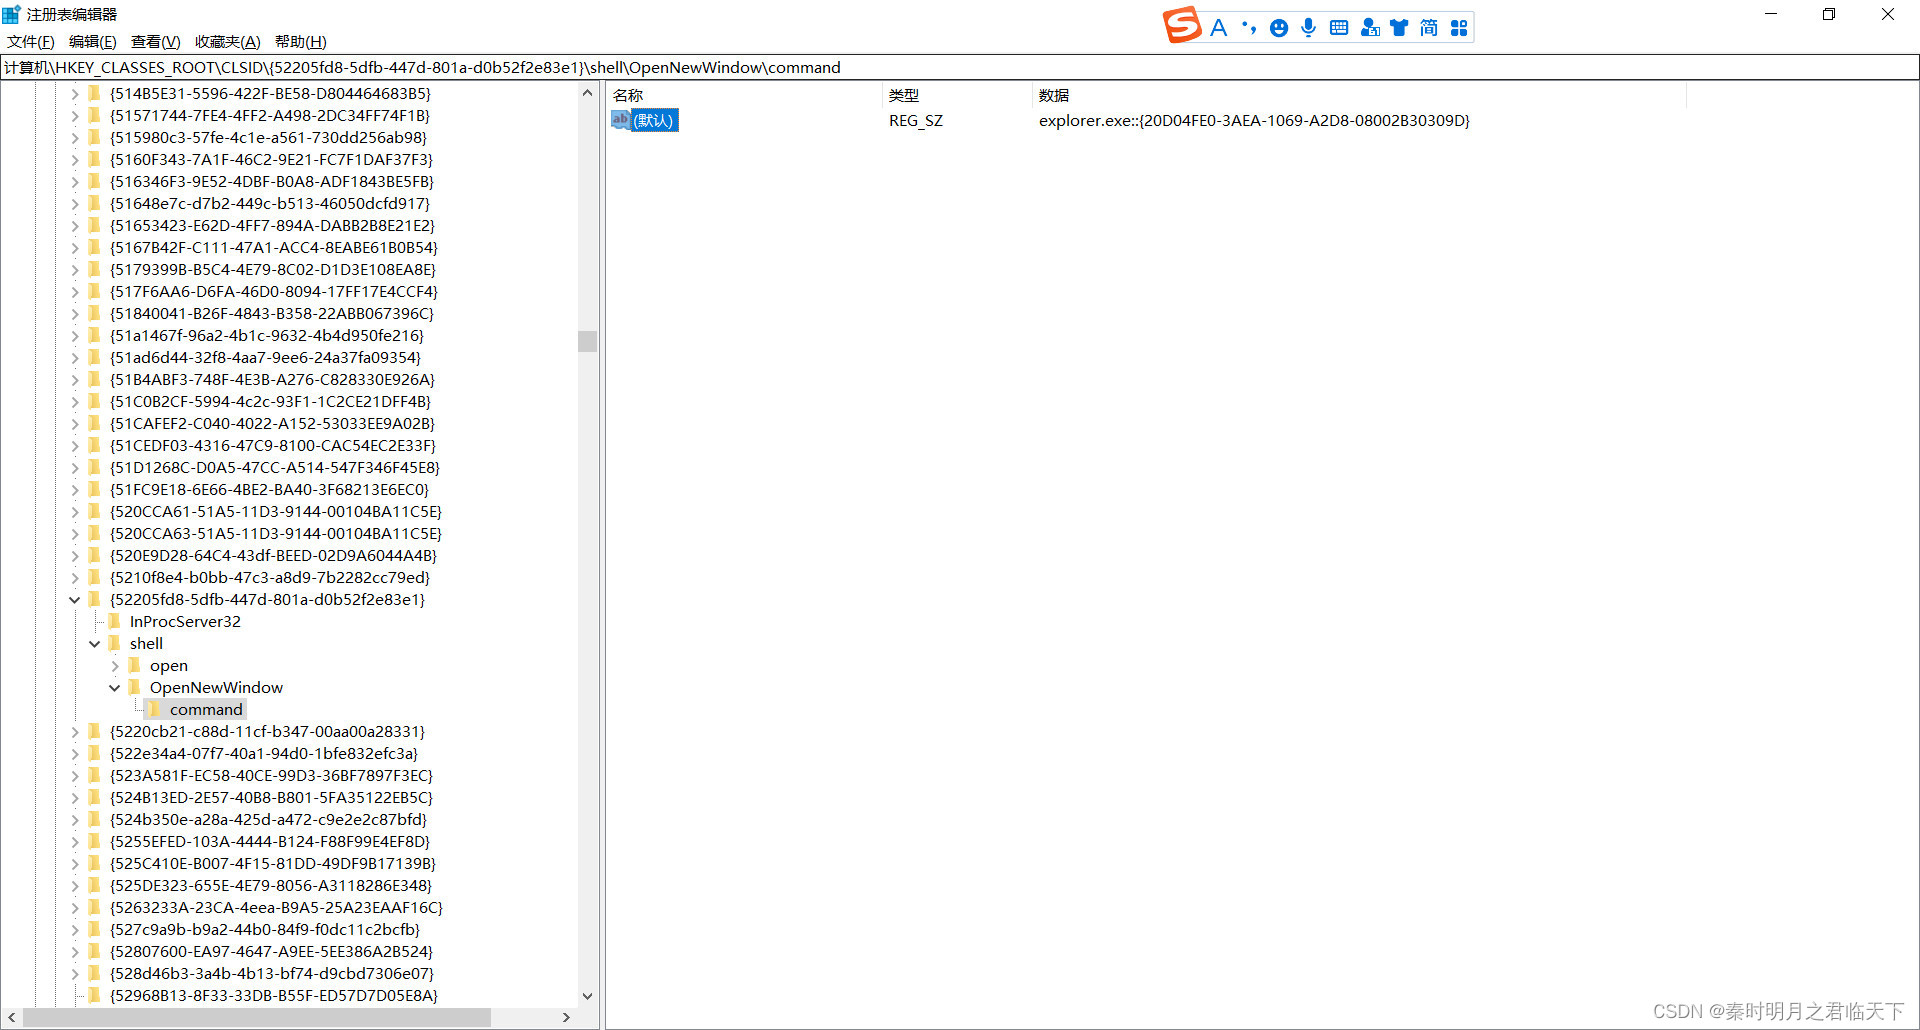 注册表编辑器
文件(F) 编辑(E) 查看(V) 收藏夹(A) 帮助(H)
S A 简
计算机\HKEY_CLASSES_ROOT\CLSID\{52205fd8-5dfb-447d-801a-d0b52f2e83e1}\shell\OpenNewWindow\command
{514B5E31-5596-422F-BE58-D804464683B5}
{51571744-7FE4-4FF2-A498-2DC34FF74F1B}
{515980c3-57fe-4c1e-a561-730dd256ab98}
{5160F343-7A1F-46C2-9E21-FC7F1DAF37F3}
{516346F3-9E52-4DBF-B0A8-ADF1843BE5FB}
{51648e7c-d7b2-449c-b513-46050dcfd917}
{51653423-E62D-4FF7-894A-DABB2B8E21E2}
{5167B42F-C111-47A1-ACC4-8EABE61B0B54}
{5179399B-B5C4-4E79-8C02-D1D3E108EA8E}
{517F6AA6-D6FA-46D0-8094-17FF17E4CCF4}
{51840041-B26F-4843-B358-22ABB067396C}
{51a1467f-96a2-4b1c-9632-4b4d950fe216}
{51ad6d44-32f8-4aa7-9ee6-24a37fa09354}
{51B4ABF3-748F-4E3B-A276-C828330E926A}
{51C0B2CF-5994-4c2c-93F1-1C2CE21DFF4B}
{51CAFEF2-C040-4022-A152-53033EE9A02B}
{51CEDF03-4316-47C9-8100-CAC54EC2E33F}
{51D1268C-D0A5-47CC-A514-547F346F45E8}
{51FC9E18-6E66-4BE2-BA40-3F68213E6EC0}
{520CCA61-51A5-11D3-9144-00104BA11C5E}
{520CCA63-51A5-11D3-9144-00104BA11C5E}
{520E9D28-64C4-43df-BEED-02D9A6044A4B}
{5210f8e4-b0bb-47c3-a8d9-7b2282cc79ed}
{52205fd8-5dfb-447d-801a-d0b52f2e83e1}
InProcServer32
shell
open
OpenNewWindow
command
{5220cb21-c88d-11cf-b347-00aa00a28331}
{522e34a4-07f7-40a1-94d0-1bfe832efc3a}
{523A581F-EC58-40CE-99D3-36BF7897F3EC}
{524B13ED-2E57-40B8-B801-5FA35122EB5C}
{524b350e-a28a-425d-a472-c9e2e2c87bfd}
{5255EFED-103A-4444-B124-F88F99E4EF8D}
{525C410E-B007-4F15-81DD-49DF9B17139B}
{525DE323-655E-4E79-8056-A3118286E348}
{5263233A-23CA-4eea-B9A5-25A23EAAF16C}
{527c9a9b-b9a2-44b0-84f9-f0dc11c2bcfb}
{52807600-EA97-4647-A9EE-5EE386A2B524}
{528d46b3-3a4b-4b13-bf74-d9cbd7306e07}
{52968B13-8F33-33DB-B55F-ED57D7D05E8A}
名称 类型 数据
ab (默认) REG_SZ explorer.exe::{20D04FE0-3AEA-1069-A2D8-08002B30309D}
CSDN @秦时明月之君临天下